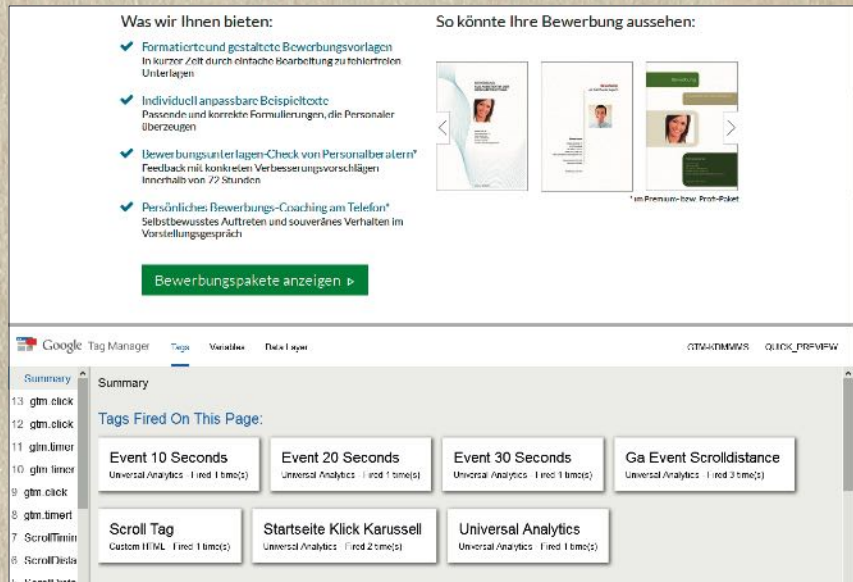 Was wir Ihnen bieten:
Formatierte und gestaltete Bewerbungsvorlagen
In kurzer Zeit durch einfache Bearbeitung zu fehlerfreien
Unterlagen
Individuell anpassbare Beispieltexte
Passende und korrekte Formulierungen, die Personaler
überzeugen
Bewerbungsunterlagen-Check von Personalberatern*
Feedback mit konkreten Verbesserungsvorschlägen
innerhalb von 72 Stunden
Persönliches Bewerbungs-Coaching am Telefon*
Selbstbewusstes Auftreten und souveränes Verhalten im
Vorstellungsgespräch
Bewerbungspakete anzeigen
So könnte Ihre Bewerbung aussehen:
Bewerbung
* im Premium- bzw. Profi-Paket
Google Tag Manager Tags Variables Data Layer QUICK_PREVIEW
Summary
13 gtm.click
12 gtm.click
11 gtm.timer
10 gtm.timer
9 gtm.click
8 gtm.timert
7 ScrollTimin
6 ScrollDista
Summary
Tags Fired On This Page:
Event 10 Seconds
Universal Analytics - Fired 1 time(s)
Event 20 Seconds
Universal Analytics - Fired 1 time(s)
Event 30 Seconds
Universal Analytics - Fired 1 time(s)
Ga Event Scrolldistance
Universal Analytics - Fired 3 time(s)
Scroll Tag
Custom HTML - Fired 1 time(s)
Startseite Klick Karussell
Universal Analytics - Fired 2 time(s)
Universal Analytics
Universal Analytics - Fired 1 time(s)